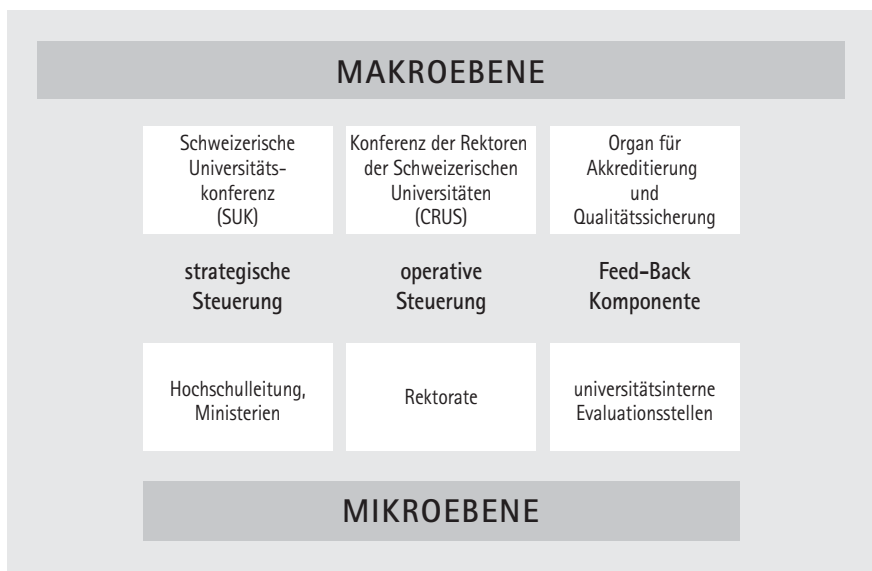 MAKROEBENE
Schweizerische
Universitäts-
konferenz
(SUK)
Konferenz der Rektoren
der Schweizerischen
Universitäten
(CRUS)
Organ für
Akkreditierung
und
Qualitätssicherung
strategische
Steuerung
operative
Steuerung
Feed-Back
Komponente
Hochschulleitung,
Ministerien
Rektorate
universitätsinterne
Evaluationsstellen
MIKROEBENE